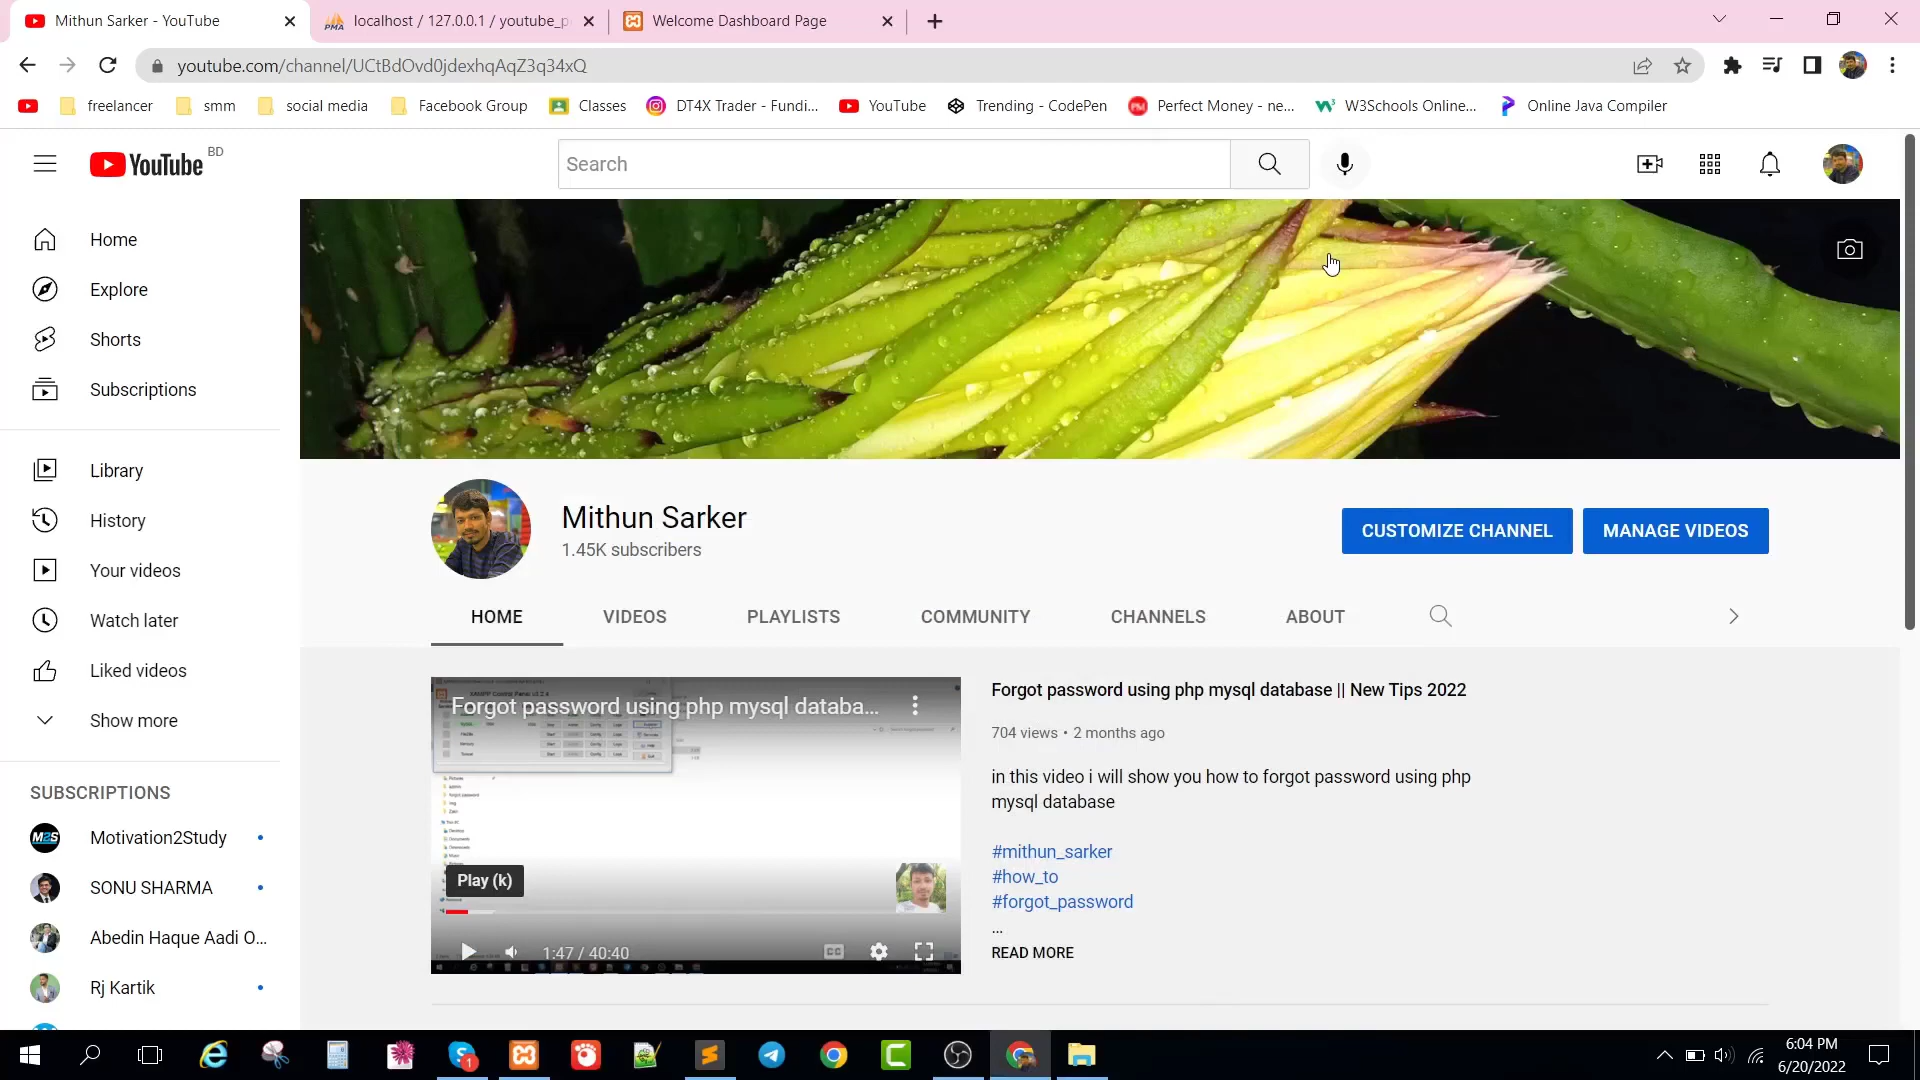 Mithun Sarker - YouTube
localhost / 127.0.0.1 / youtube_p
Welcome Dashboard Page
youtube.com/channel/UCtBdOvd0jdexhqAqZ3q34xQ
freelancer
smm
social media
Facebook Group
Classes
DT4X Trader - Fundi...
YouTube
Trending - CodePen
Perfect Money - ne...
W3Schools Online...
Online Java Compiler
YouTube BD
Search
Home
Explore
Shorts
Subscriptions
Library
History
Your videos
Watch later
Liked videos
Show more
SUBSCRIPTIONS
Motivation2Study
SONU SHARMA
Abedin Haque Aadi O...
Rj Kartik
Mithun Sarker
1.45K subscribers
CUSTOMIZE CHANNEL
MANAGE VIDEOS
HOME
VIDEOS
PLAYLISTS
COMMUNITY
CHANNELS
ABOUT
Forgot password using php mysql databa...
Play (k)
1:47 / 40:40
Forgot password using php mysql database || New Tips 2022
704 views • 2 months ago
in this video i will show you how to forgot password using php
mysql database
#mithun_sarker
#how_to
#forgot_password
...
READ MORE
6:04 PM
6/20/2022